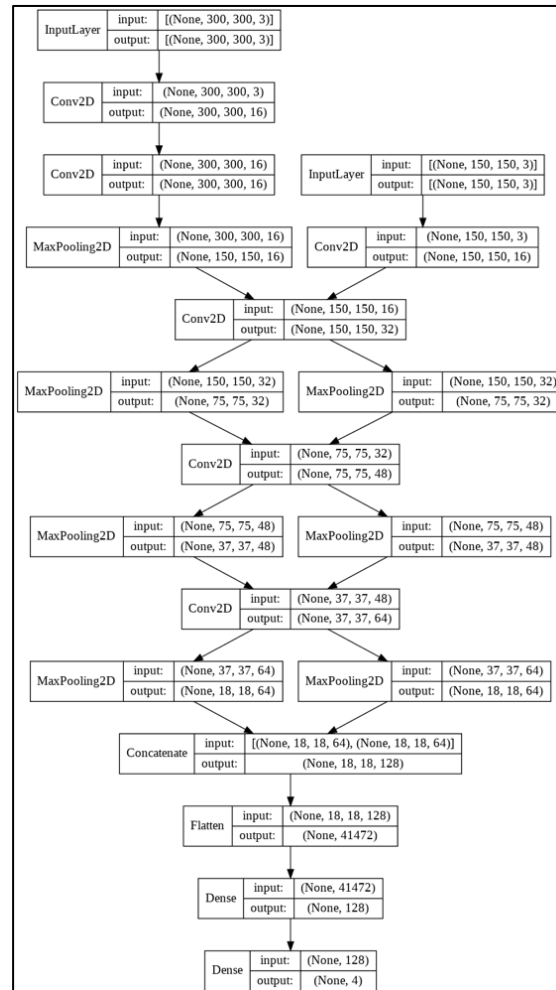 InputLayer input: [(None, 300, 300, 3)]
output: [(None, 300, 300, 3)]
Conv2D input: (None, 300, 300, 3)
output: (None, 300, 300, 16)
Conv2D input: (None, 300, 300, 16)
output: (None, 300, 300, 16)
InputLayer input: [(None, 150, 150, 3)]
output: [(None, 150, 150, 3)]
MaxPooling2D input: (None, 300, 300, 16)
output: (None, 150, 150, 16)
Conv2D input: (None, 150, 150, 3)
output: (None, 150, 150, 16)
Conv2D input: (None, 150, 150, 16)
output: (None, 150, 150, 32)
MaxPooling2D input: (None, 150, 150, 32)
output: (None, 75, 75, 32)
MaxPooling2D input: (None, 150, 150, 32)
output: (None, 75, 75, 32)
Conv2D input: (None, 75, 75, 32)
output: (None, 75, 75, 48)
MaxPooling2D input: (None, 75, 75, 48)
output: (None, 37, 37, 48)
MaxPooling2D input: (None, 75, 75, 48)
output: (None, 37, 37, 48)
Conv2D input: (None, 37, 37, 48)
output: (None, 37, 37, 64)
MaxPooling2D input: (None, 37, 37, 64)
output: (None, 18, 18, 64)
MaxPooling2D input: (None, 37, 37, 64)
output: (None, 18, 18, 64)
Concatenate input: [(None, 18, 18, 64), (None, 18, 18, 64)]
output: (None, 18, 18, 128)
Flatten input: (None, 18, 18, 128)
output: (None, 41472)
Dense input: (None, 41472)
output: (None, 128)
Dense input: (None, 128)
output: (None, 4)